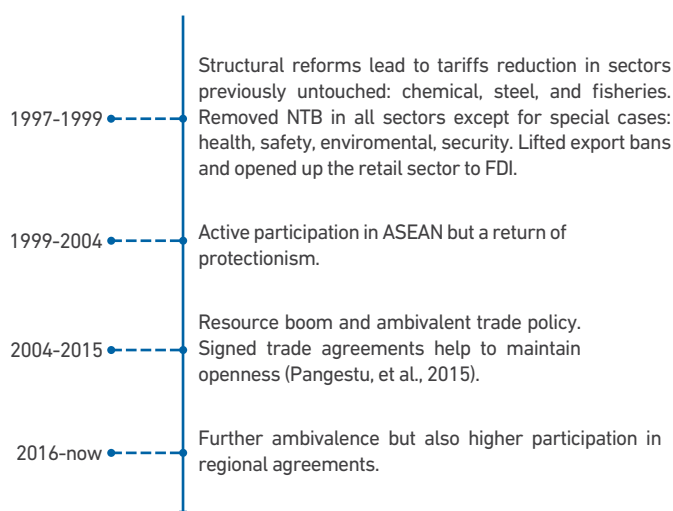 Structural reforms lead to tariffs reduction in sectors
previously untouched: chemical, steel, and fisheries.
1997-1999 Removed NTB in all sectors except for special cases:
health, safety, enviromental, security. Lifted export bans
and opened up the retail sector to FDI.
1999-2004 Active participation in ASEAN but a return of
protectionism.
Resource boom and ambivalent trade policy.
2004-2015 Signed trade agreements help to maintain
openness (Pangestu, et al., 2015).
2016-now Further ambivalence but also higher participation in
regional agreements.